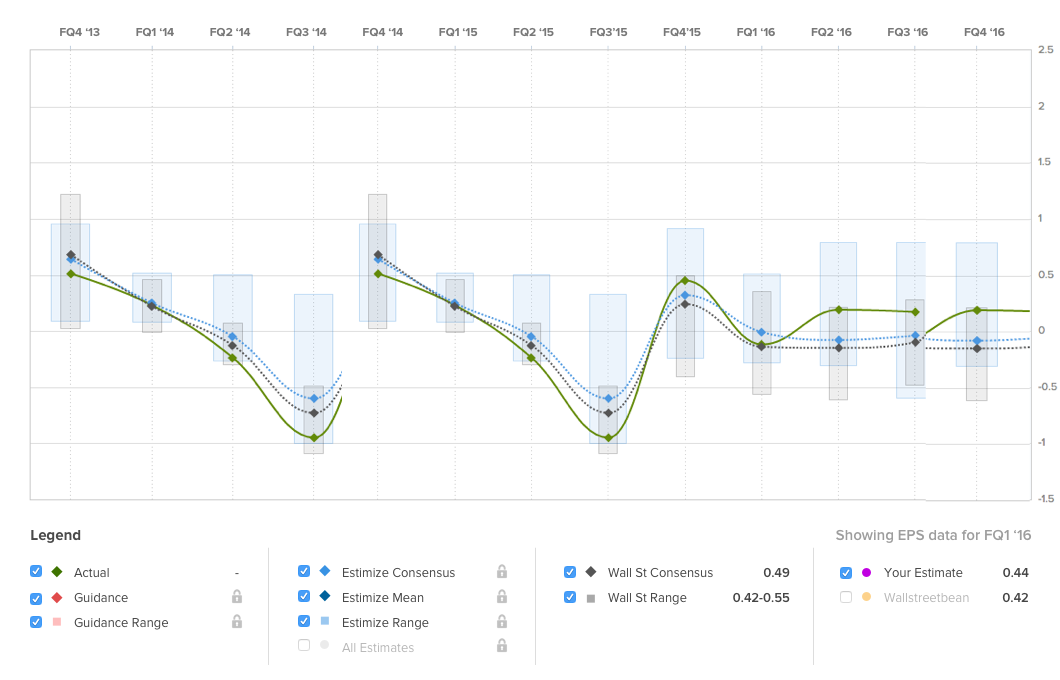 FQ4 ‘13 FQ1 ‘14 FQ2 ‘14 FQ3 ‘14 FQ4 ‘14 FQ1 ‘15 FQ2 ‘15 FQ3’15 FQ4’15 FQ1 ‘16 FQ2 ‘16 FQ3 ‘16 FQ4 ‘16
2.5
2
1.5
1
0.5
0
-0.5
-1
-1.5
Legend
Showing EPS data for FQ1 ‘16
Actual -
Guidance
Guidance Range
Estimize Consensus
Estimize Mean
Estimize Range
All Estimates
Wall St Consensus 0.49
Wall St Range 0.42-0.55
Your Estimate 0.44
Wallstreetbean 0.42